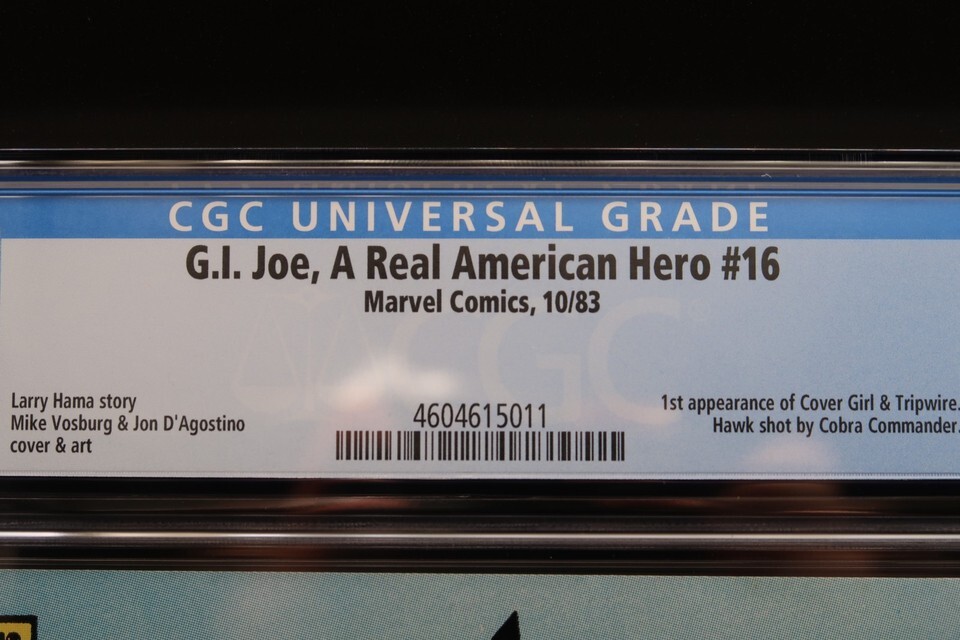 CGC UNIVERSAL GRADE
G.I. Joe, A Real American Hero #16
Marvel Comics, 10/83
CGC
Larry Hama story
Mike Vosburg & Jon D'Agostino
cover & art
4604615011
1st appearance of Cover Girl & Tripwire.
Hawk shot by Cobra Commander.